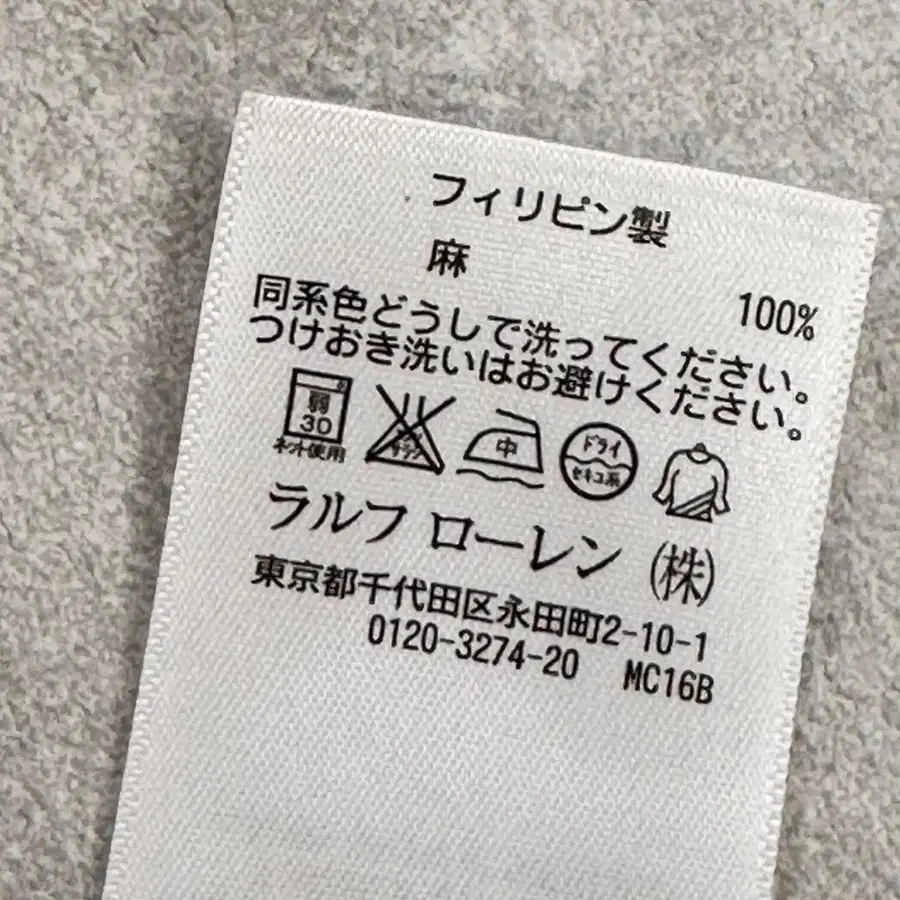 フィリピン製
麻 100%
同系色どうしで洗ってください。
つけおき洗いはお避けください。
弱 30 ネット使用 中 ドライ セキユ系
ラルフ ローレン (株)
東京都千代田区永田町2-10-1
0120-3274-20 MC16B